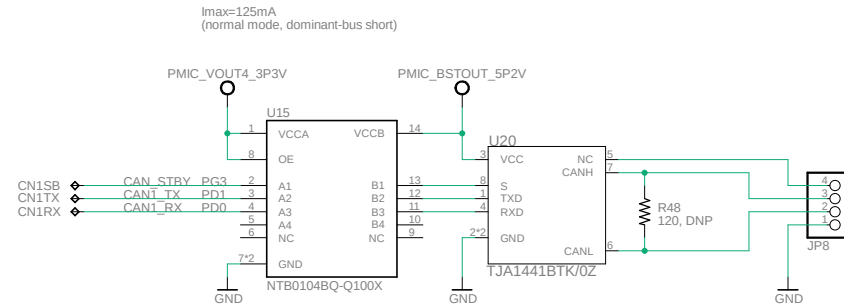 Imax=125mA
(normal mode, dominant-bus short)
PMIC_VOUT4_3P3V
PMIC_BSTOUT_5P2V
U15
1 VCCA VCCB 14
8 OE
U20
3 VCC NC 5
CANH 7
CN1SB CAN_STBY PG3 2 A1 B1 13 8 S 4
CN1TX CAN1_TX PD1 3 A2 B2 12 1 TXD 3
CN1RX CAN1_RX PD0 4 A3 B3 11 4 RXD R48 2
5 A4 B4 10 120, DNP 1
6 NC NC 9 2*2 GND
JP8
CANL 6
7*2 GND
TJA1441BTK/0Z
NTB0104BQ-Q100X
GND GND GND